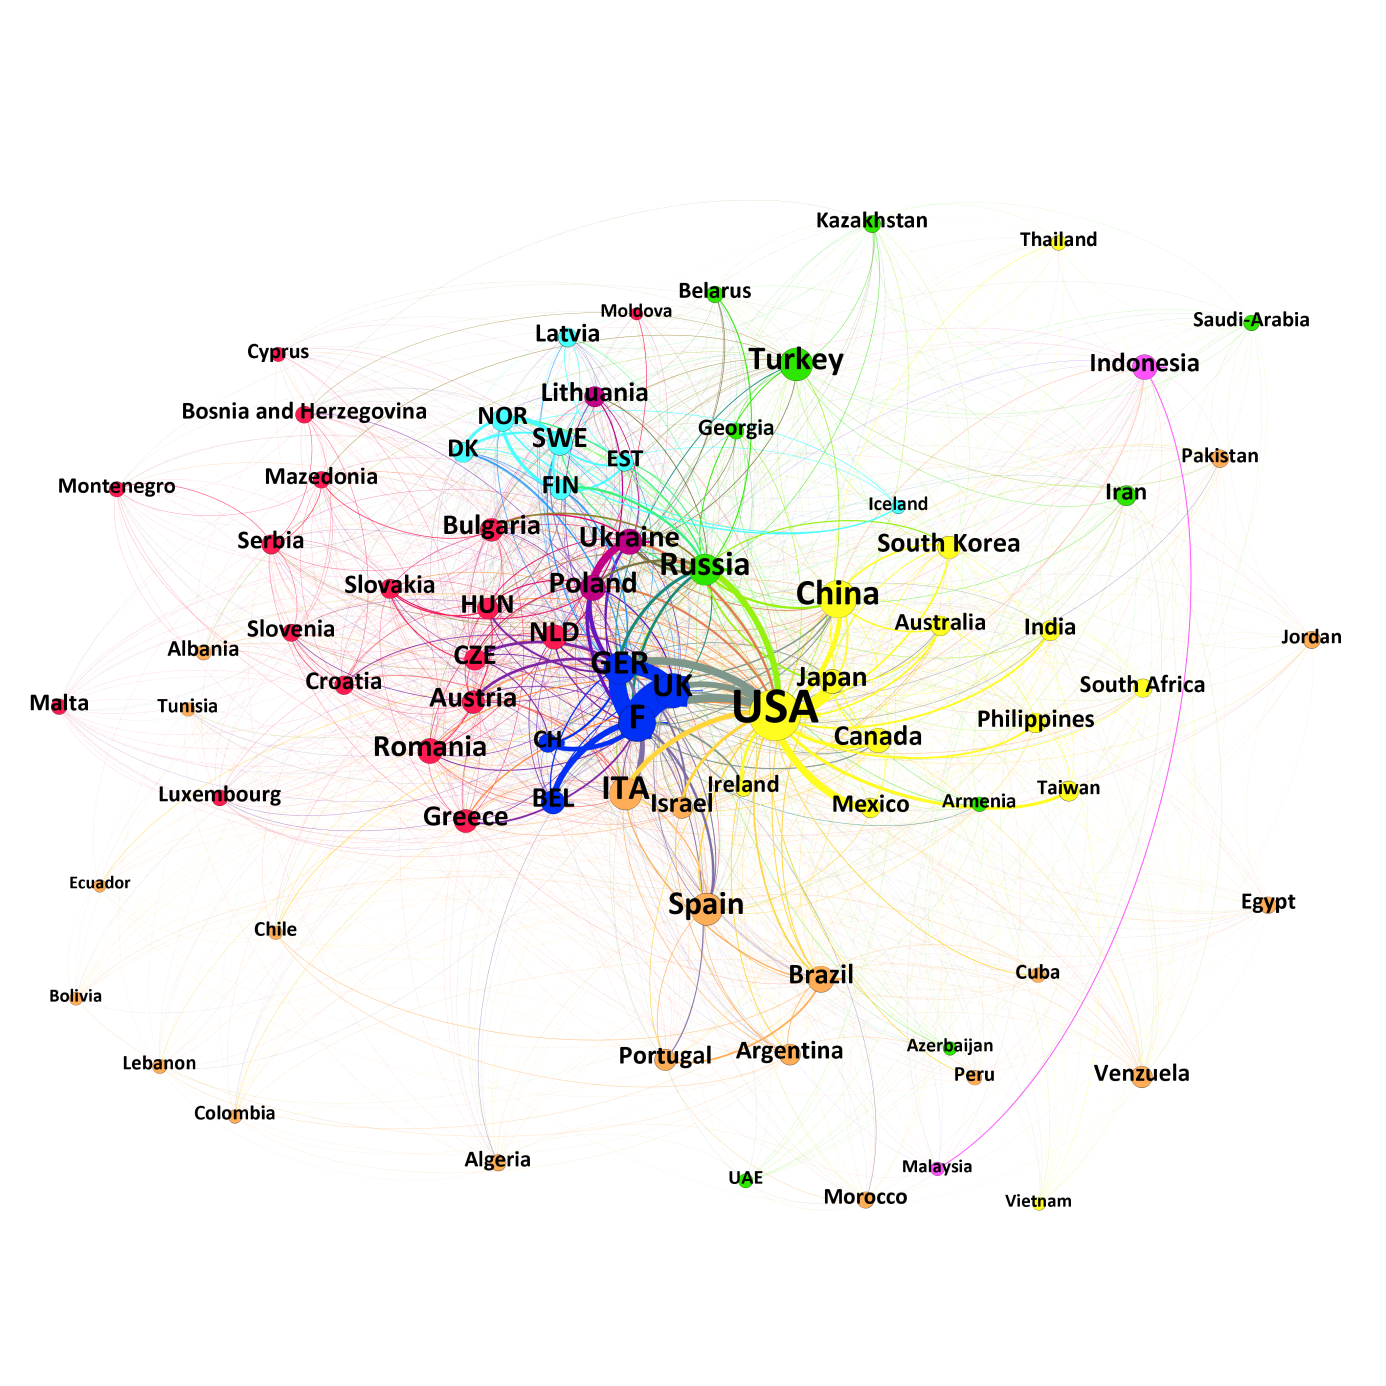 Kazakhstan
Thailand
Belarus
Moldova
Saudi-Arabia
Latvia
Cyprus
Turkey
Indonesia
Lithuania
Bosnia and Herzegovina
NOR
Georgia
SWE
DK
EST
Pakistan
Mazedonia
Montenegro
FIN
Iran
Iceland
Bulgaria
Serbia
Ukraine
South Korea
Russia
Slovakia
Poland
China
HUN
Slovenia
NLD
Australia
India
Jordan
Albania
CZE
GER
Croatia
UK
Japan
South Africa
Malta
Tunisia
Austria
USA
F
Philippines
Romania
CH
Canada
Luxembourg
BEL
ITA
Israel
Ireland
Mexico
Armenia
Taiwan
Greece
Ecuador
Spain
Egypt
Chile
Brazil
Cuba
Bolivia
Lebanon
Portugal
Argentina
Azerbaijan
Peru
Venzuela
Colombia
Algeria
UAE
Malaysia
Morocco
Vietnam